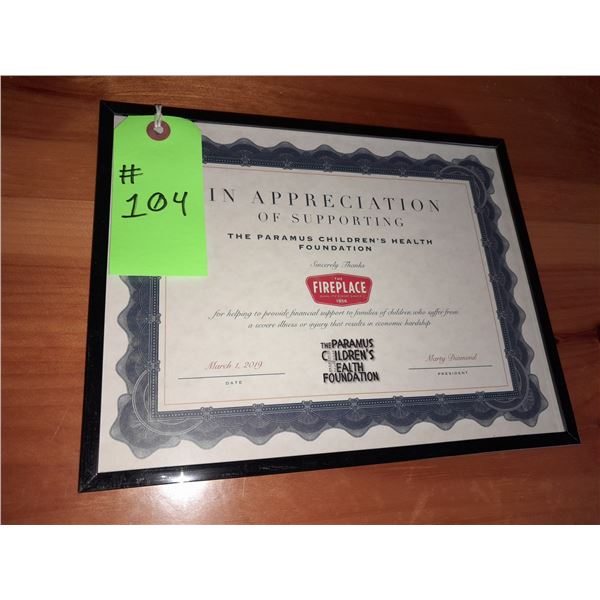 #
104
IN APPRECIATION
OF SUPPORTING
THE PARAMUS CHILDREN'S HEALTH
FOUNDATION
Sincerely Thanks
THE
FIREPLACE
1956
for helping to provide financial support to families of children who suffer from
a severe illness or injury that results in economic hardship
THE PARAMUS
CHILDREN'S
HEALTH
FOUNDATION
March 1, 2019
DATE
Marty Diamond
PRESIDENT